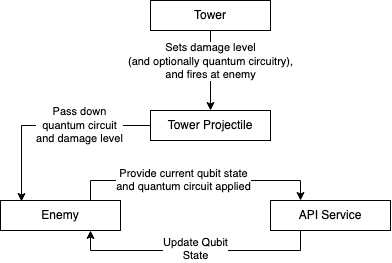 Tower
Sets damage level
(and optionally quantum circuitry),
and fires at enemy
Pass down
quantum circuit
and damage level
Tower Projectile
Provide current qubit state
and quantum circuit applied
Enemy
API Service
Update Qubit
State